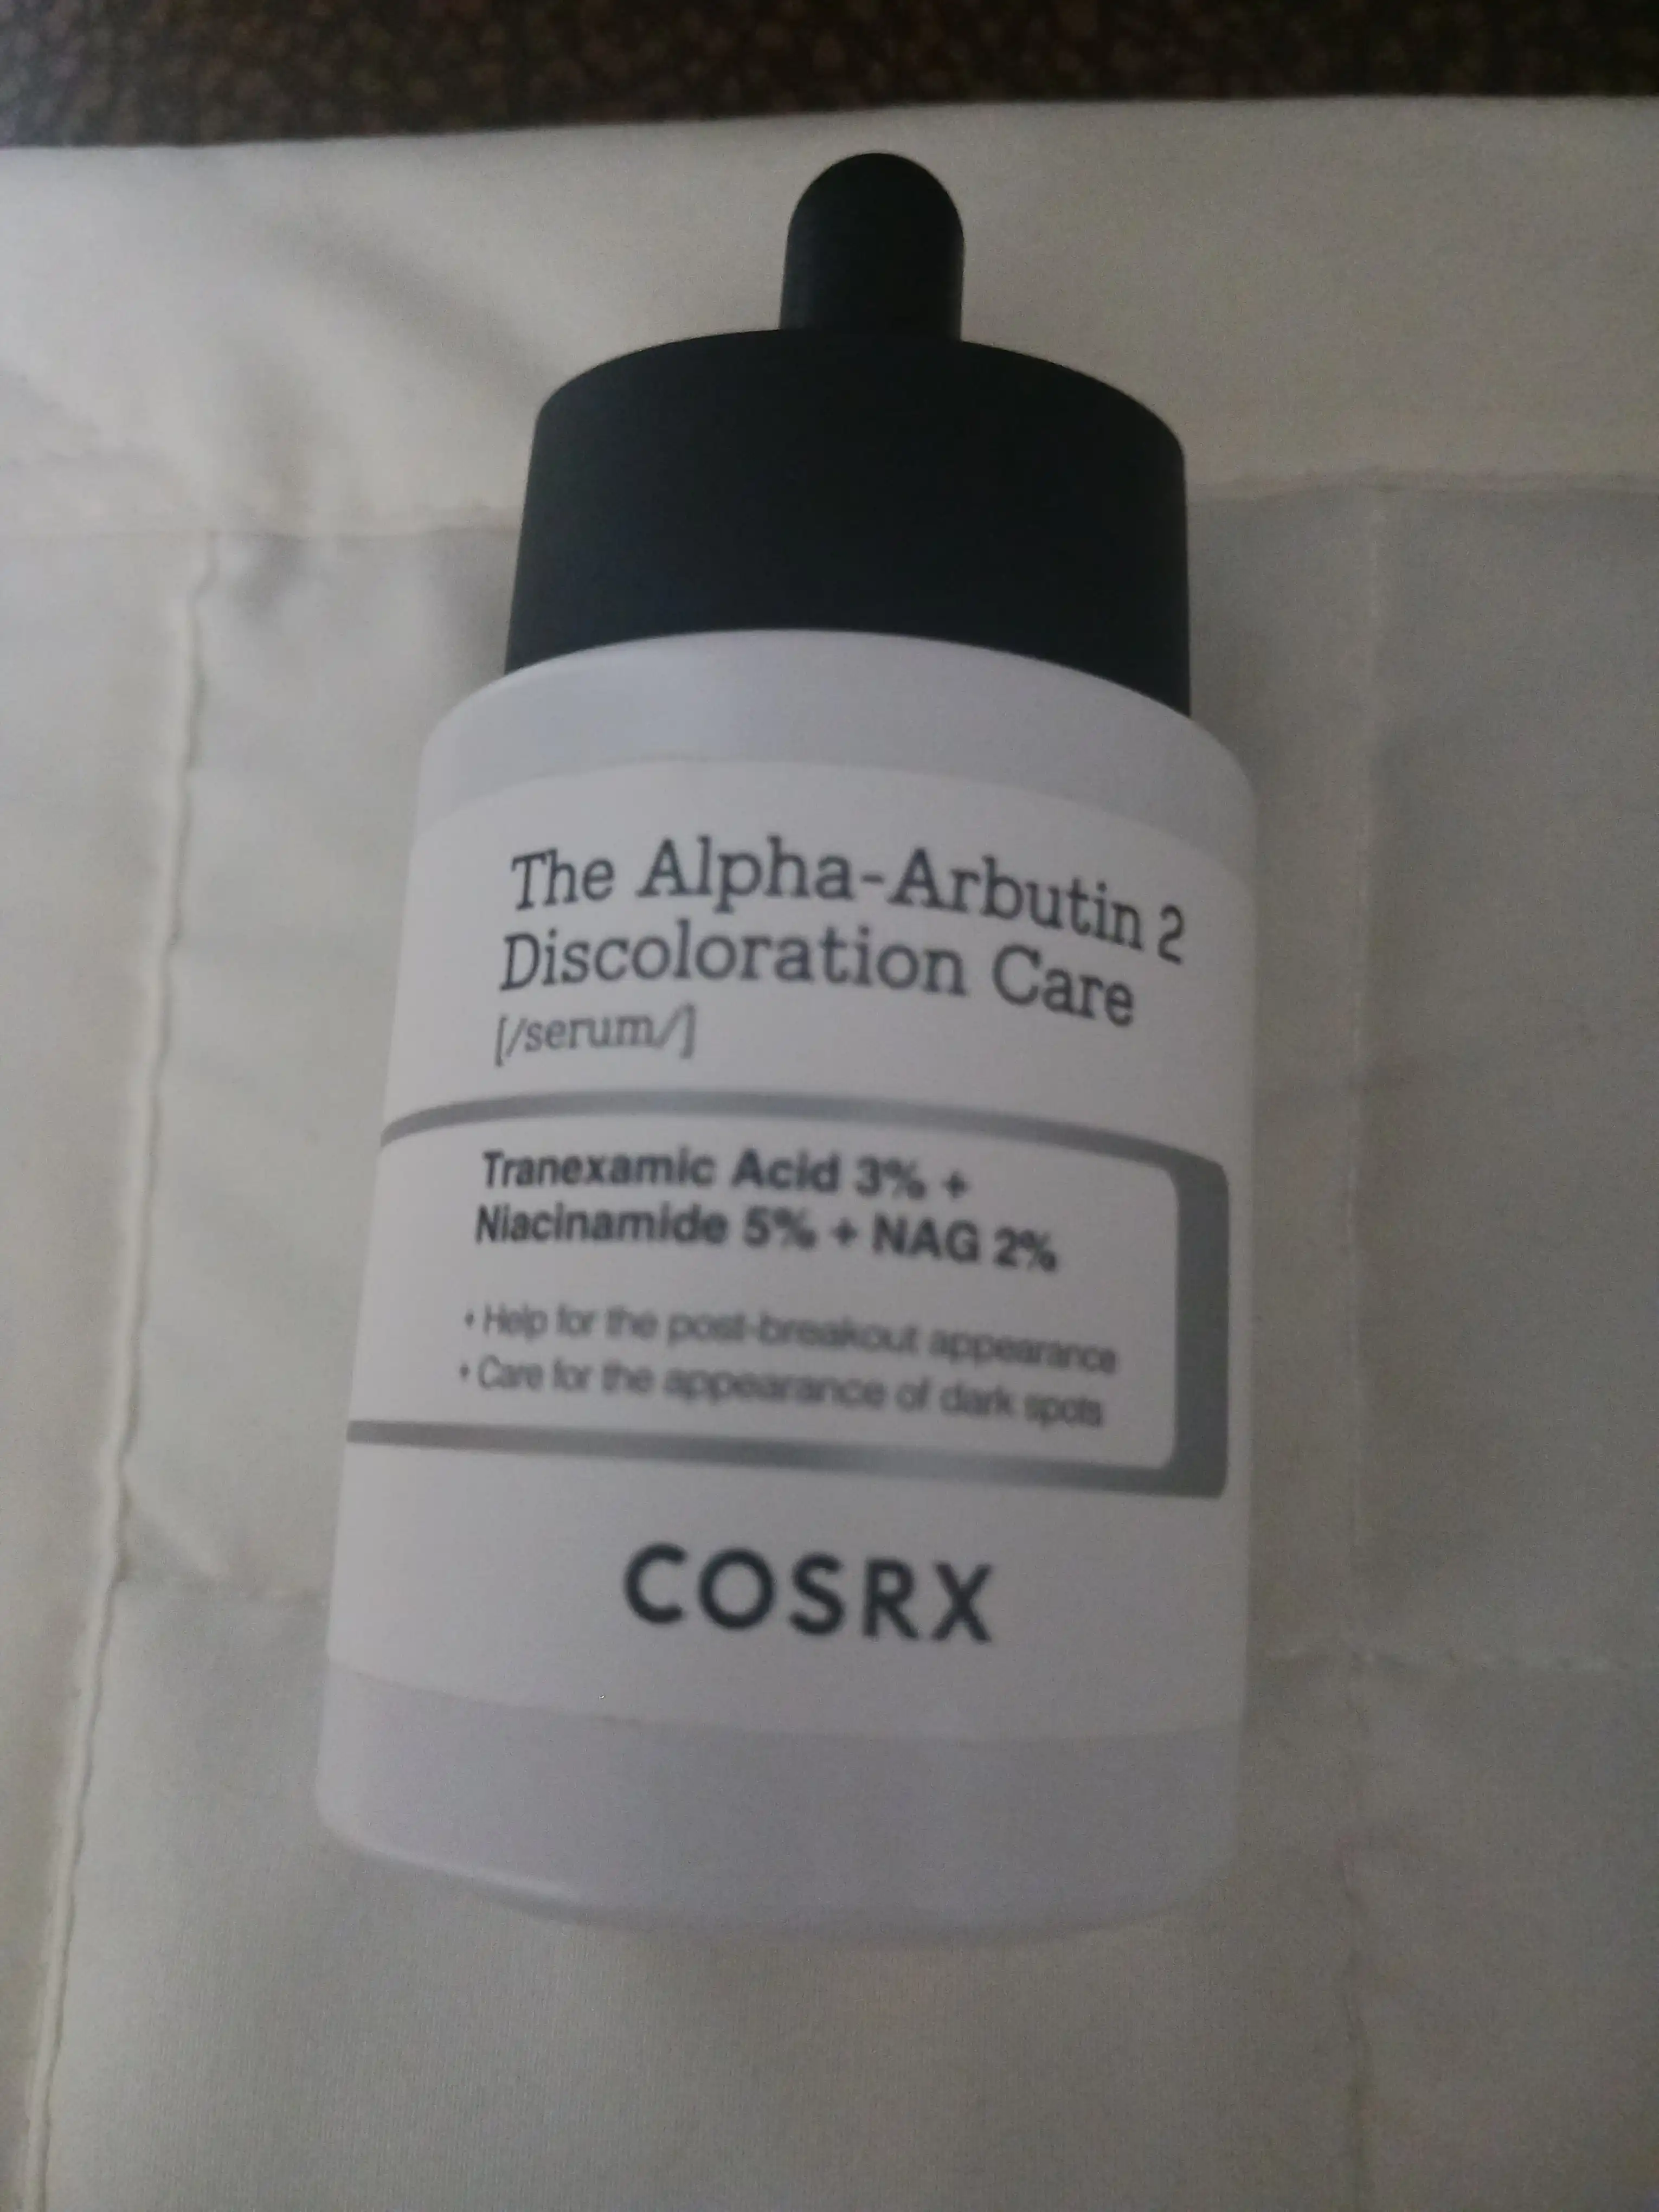 The Alpha-Arbutin 2
Discoloration Care
[/serum/]
Tranexamic Acid 3% +
Niacinamide 5% + NAG 2%
• Help for the post-breakout appearance
• Care for the appearance of dark spots
COSRX